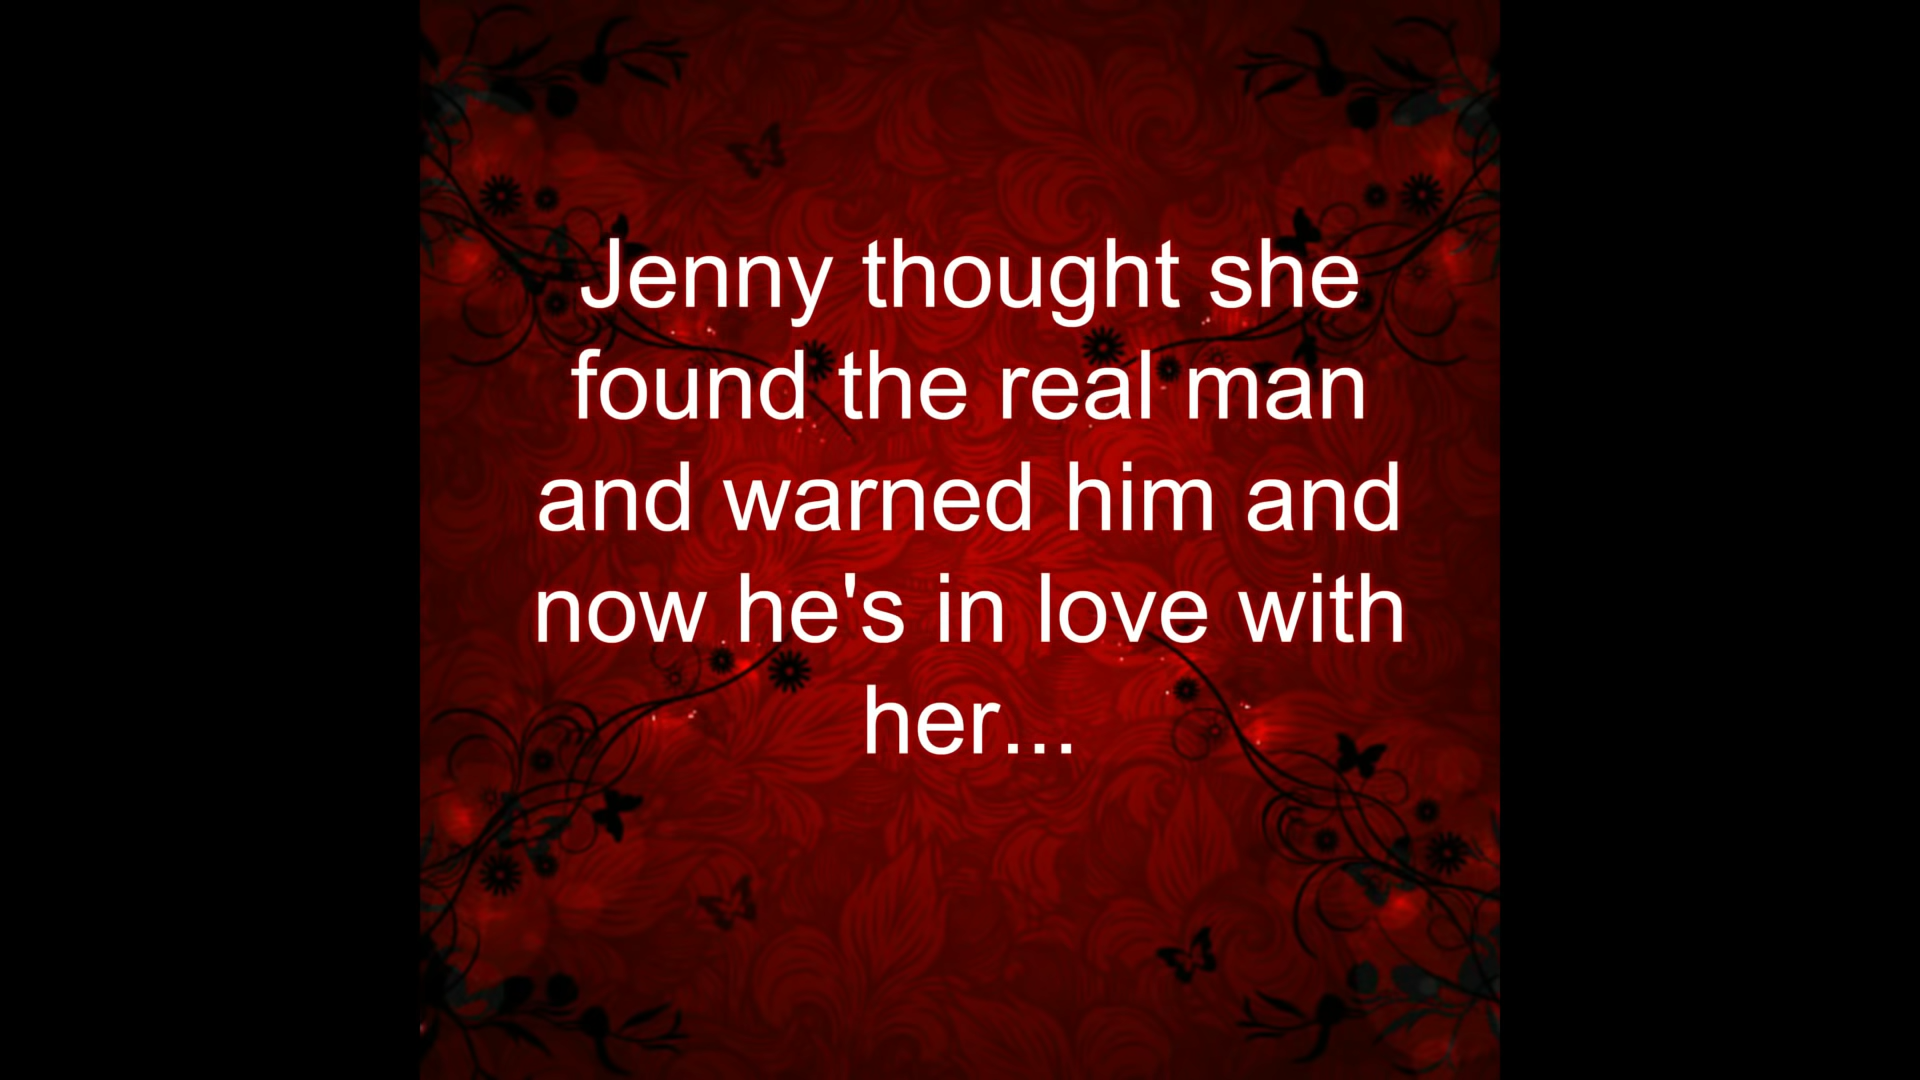 Jenny thought she
found the real man
and warned him and
now he's in love with
her...